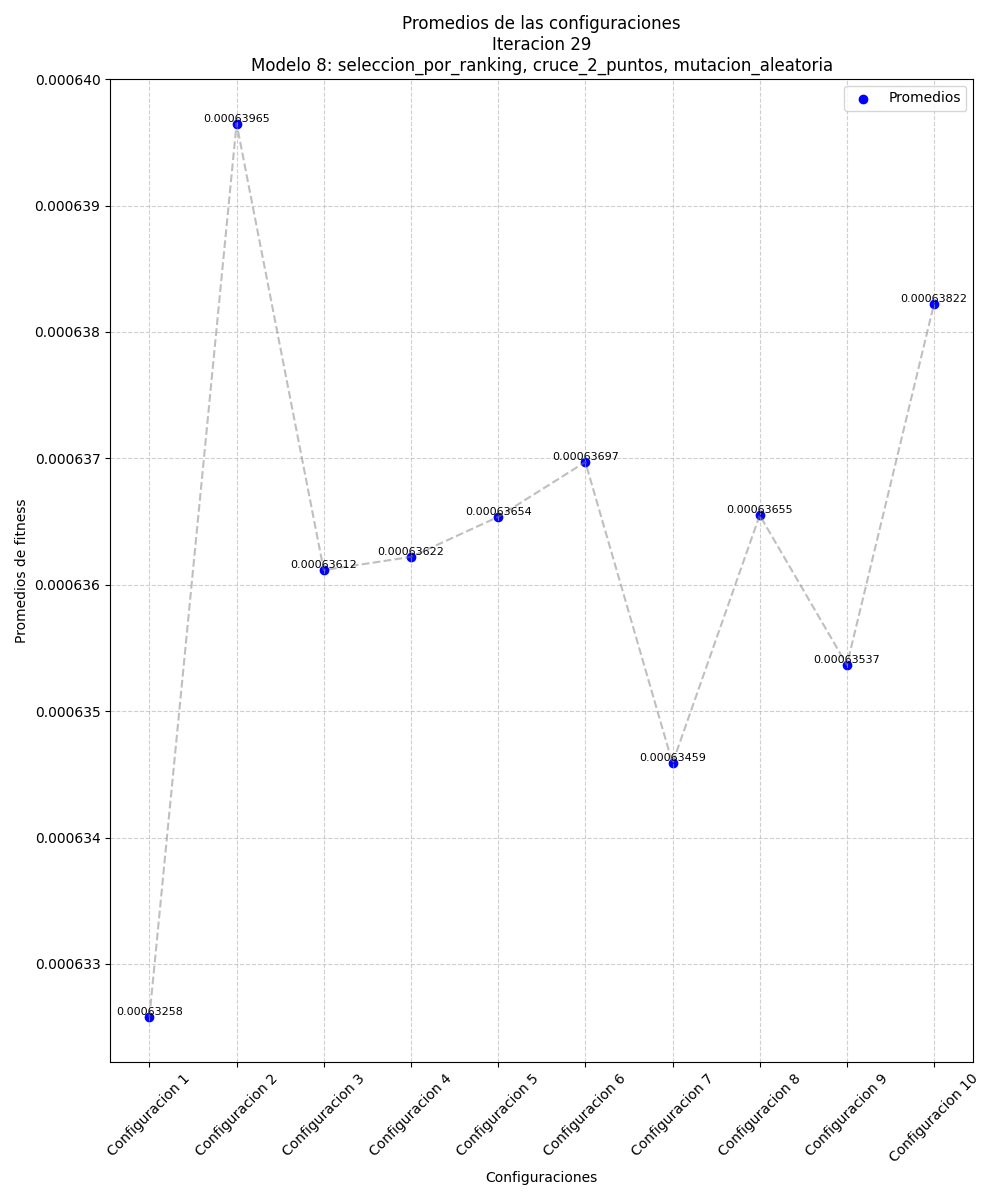 Promedios de las configuraciones
Iteracion 29
Modelo 8: seleccion_por_ranking, cruce_2_puntos, mutacion_aleatoria
Promedios
0.000640
0.000639
0.000638
0.000637
0.000636
0.000635
0.000634
0.000633
Promedios de fitness
0.00063258
0.00063965
0.00063612
0.00063622
0.00063654
0.00063697
0.00063459
0.00063655
0.00063537
0.00063822
Configuracion 1
Configuracion 2
Configuracion 3
Configuracion 4
Configuracion 5
Configuracion 6
Configuracion 7
Configuracion 8
Configuracion 9
Configuracion 10
Configuraciones